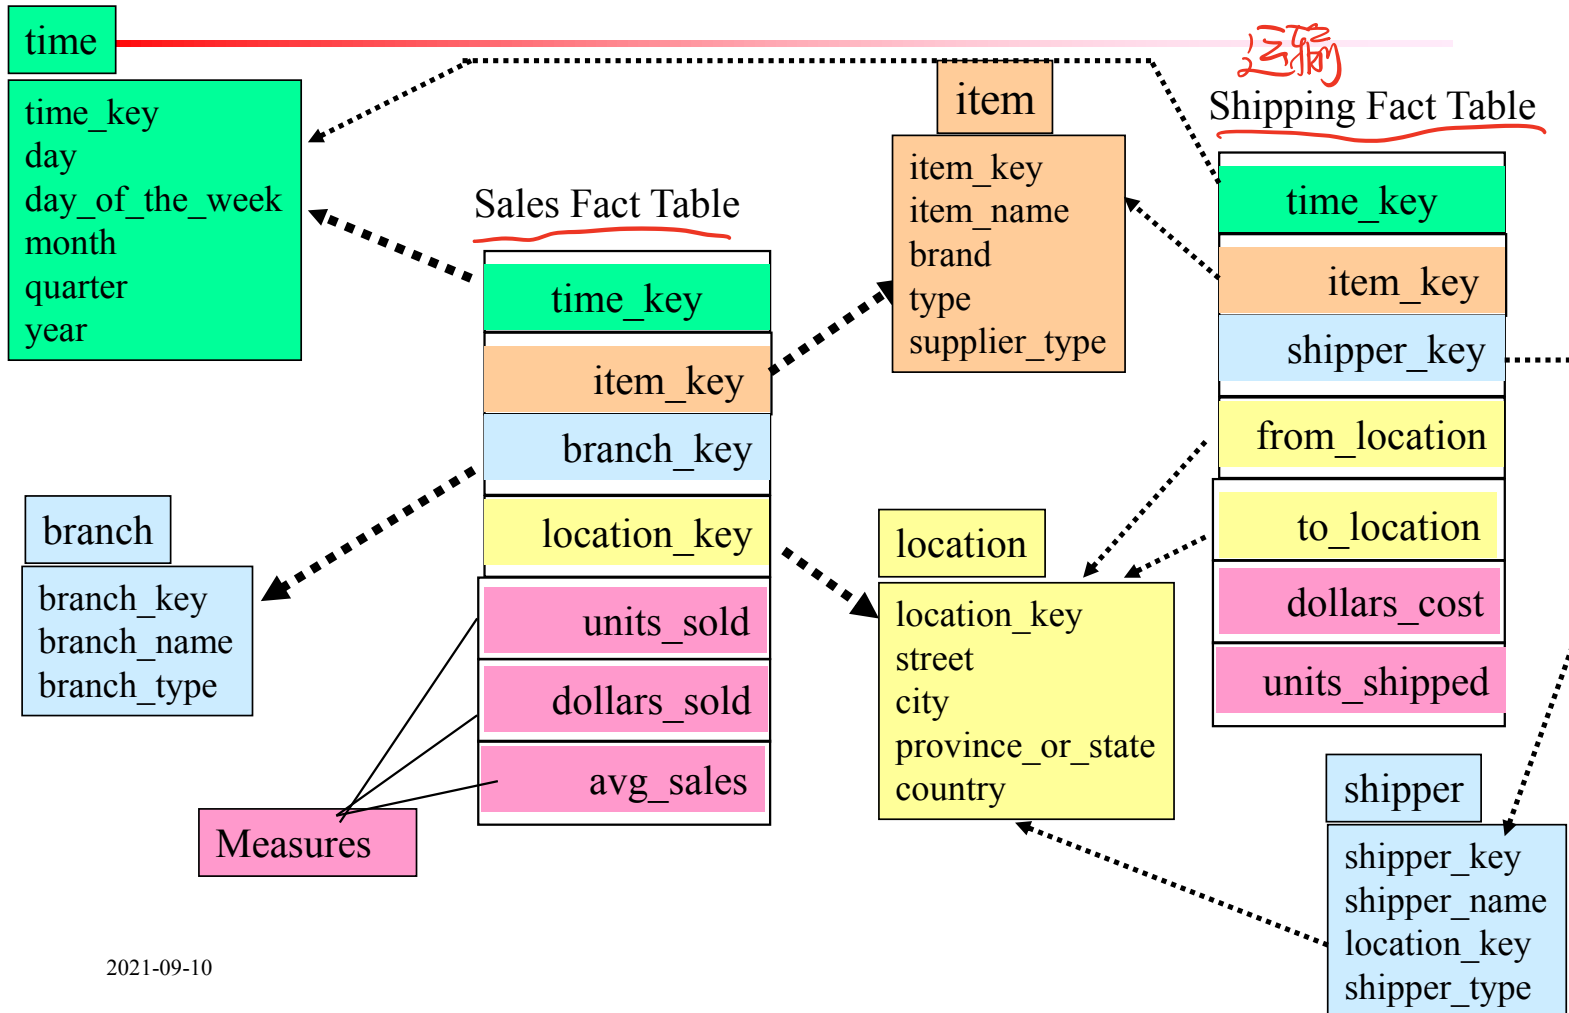 time
time_key
day
day_of_the_week
month
quarter
year
Sales Fact Table
time_key
item_key
branch_key
location_key
units_sold
dollars_sold
avg_sales
Measures
branch
branch_key
branch_name
branch_type
item
item_key
item_name
brand
type
supplier_type
location
location_key
street
city
province_or_state
country
运输
Shipping Fact Table
time_key
item_key
shipper_key
from_location
to_location
dollars_cost
units_shipped
shipper
shipper_key
shipper_name
location_key
shipper_type
2021-09-10